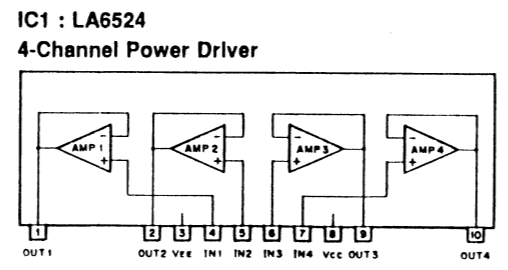 IC1 : LA6524
4-Channel Power Driver
AMP 1 AMP 2 AMP 3 AMP 4
- - - -
+ + + +
1 2 3 4 5 6 7 8 9 10
OUT1 OUT2 VEE IN1 IN2 IN3 IN4 VCC OUT3 OUT4